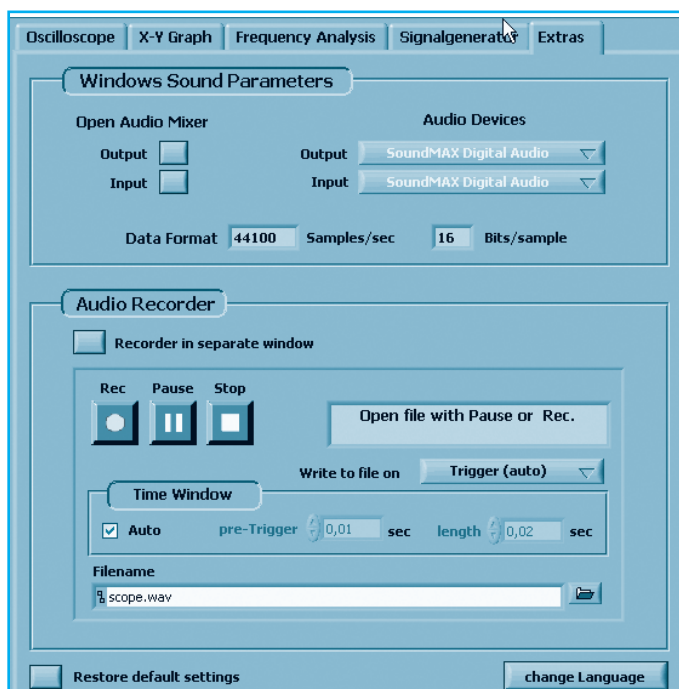 Oscilloscope X-Y Graph Frequency Analysis Signalgenerator Extras
Windows Sound Parameters
Open Audio Mixer Audio Devices
Output Output SoundMAX Digital Audio
Input Input SoundMAX Digital Audio
Data Format 44100 Samples/sec 16 Bits/sample
Audio Recorder
Recorder in separate window
Rec Pause Stop
Open file with Pause or Rec.
Write to file on Trigger (auto)
Time Window
Auto pre-Trigger 0,01 sec length 0,02 sec
Filename
scope.wav
Restore default settings change Language